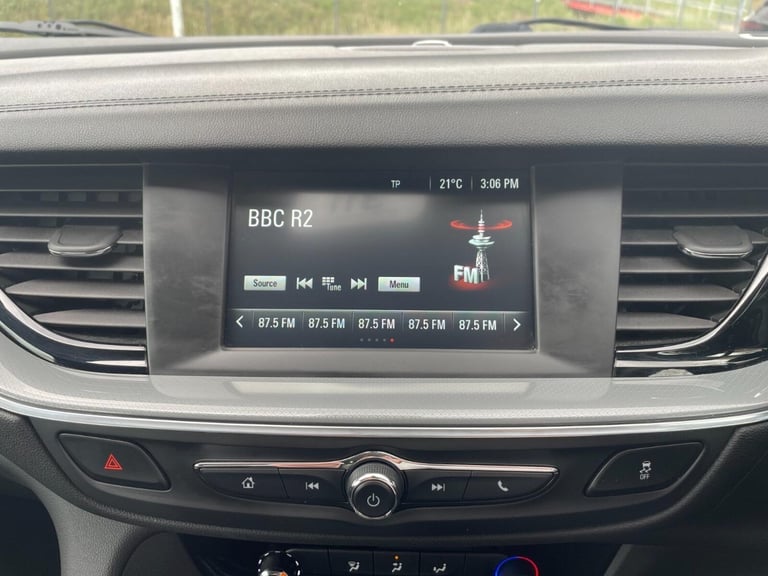 TP 21°C 3:06 PM
BBC R2
FM
Source Tune Menu
87.5 FM 87.5 FM 87.5 FM 87.5 FM 87.5 FM
OFF